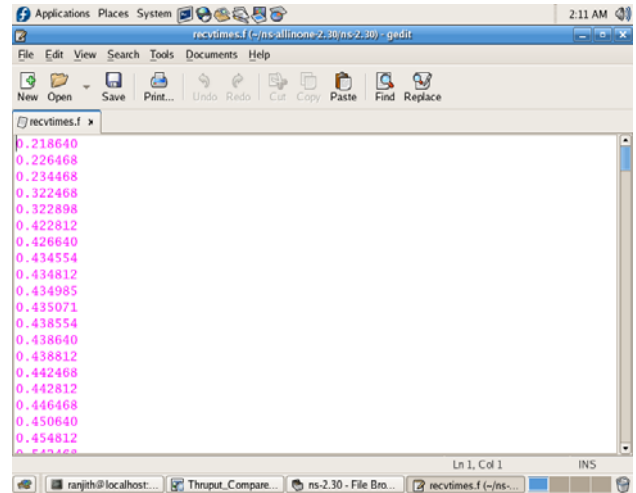 Applications Places System 2:11 AM
recvtimes.f (~/ns-allinone-2.30/ns-2.30) - gedit
File Edit View Search Tools Documents Help
New Open Save Print... Undo Redo Cut Copy Paste Find Replace
recvtimes.f x
0.218640
0.226468
0.234468
0.322468
0.322898
0.422812
0.426640
0.434554
0.434812
0.434985
0.435071
0.438554
0.438640
0.438812
0.442468
0.442812
0.446468
0.450640
0.454812
Ln 1, Col 1 INS
ranjith@localhost:... Thruput_Compare... ns-2.30 - File Bro... recvtimes.f (~/ns-...